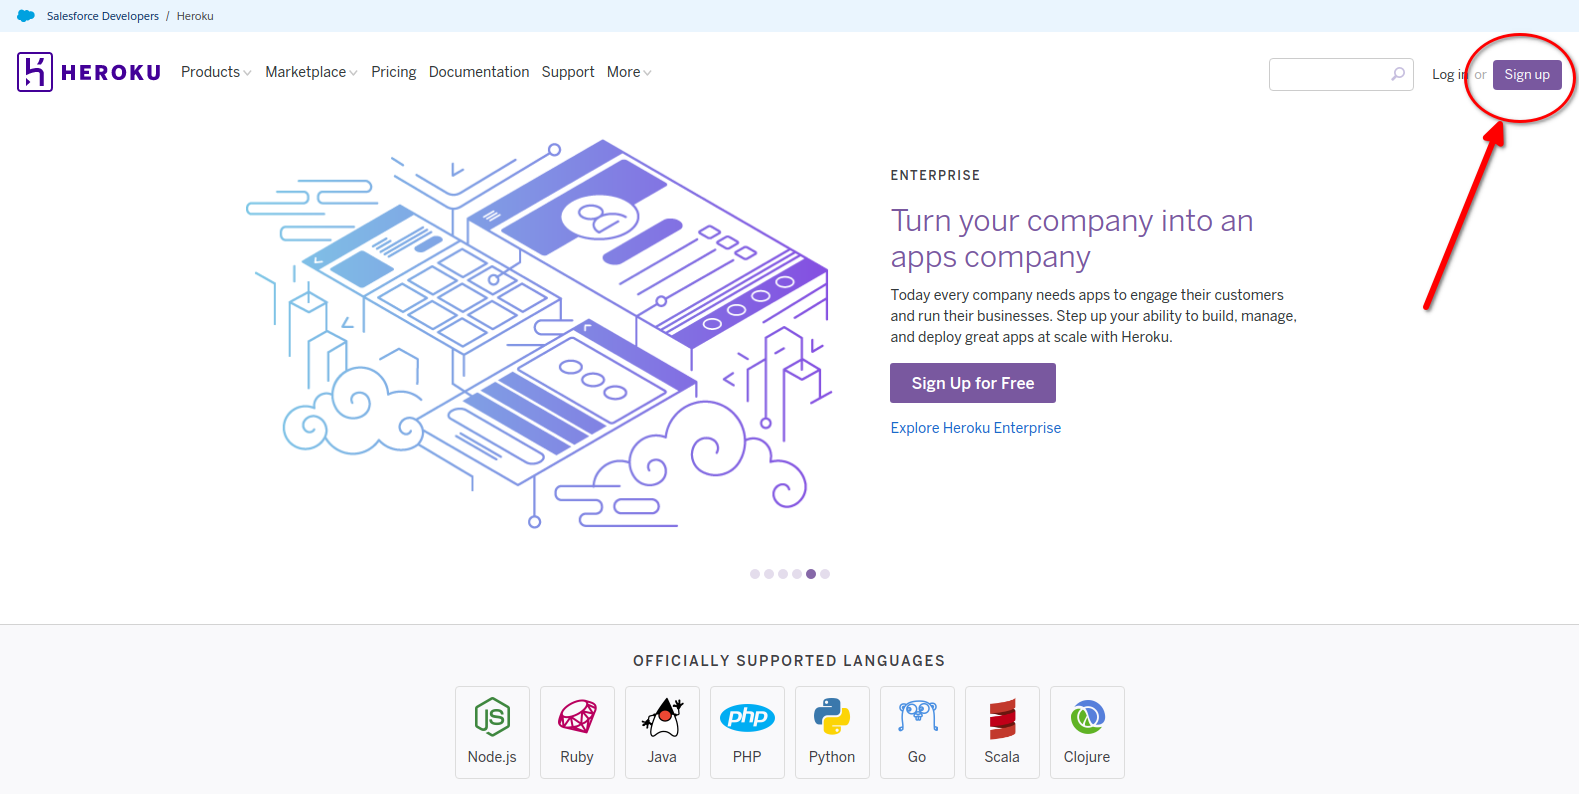 Salesforce Developers / Heroku
HEROKU Products Marketplace Pricing Documentation Support More Log in or Sign up
ENTERPRISE
Turn your company into an
apps company
Today every company needs apps to engage their customers
and run their businesses. Step up your ability to build, manage,
and deploy great apps at scale with Heroku.
Sign Up for Free
Explore Heroku Enterprise
OFFICIALLY SUPPORTED LANGUAGES
JS php
Node.js Ruby Java PHP Python Go Scala Clojure